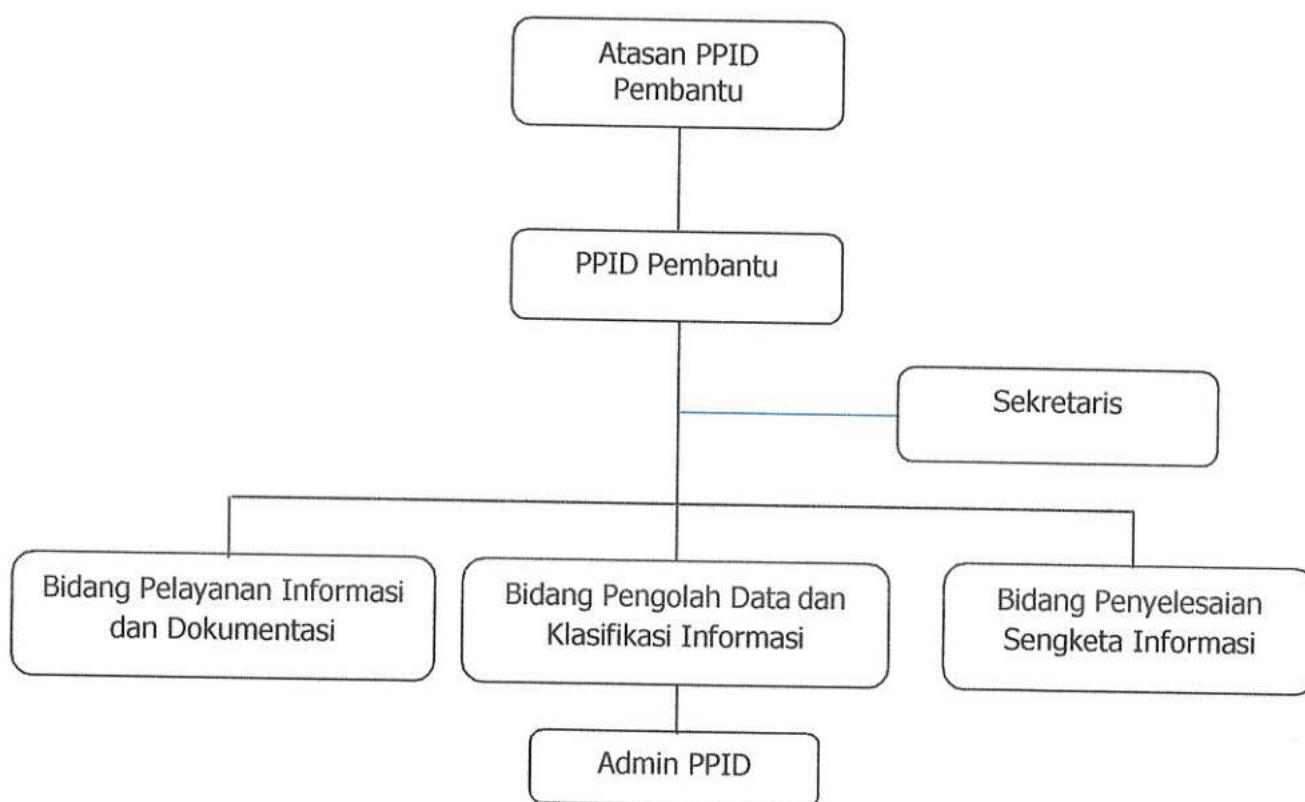 Atasan PPID
Pembantu
PPID Pembantu
Sekretaris
Bidang Pelayanan Informasi
dan Dokumentasi
Bidang Pengolah Data dan
Klasifikasi Informasi
Bidang Penyelesaian
Sengketa Informasi
Admin PPID